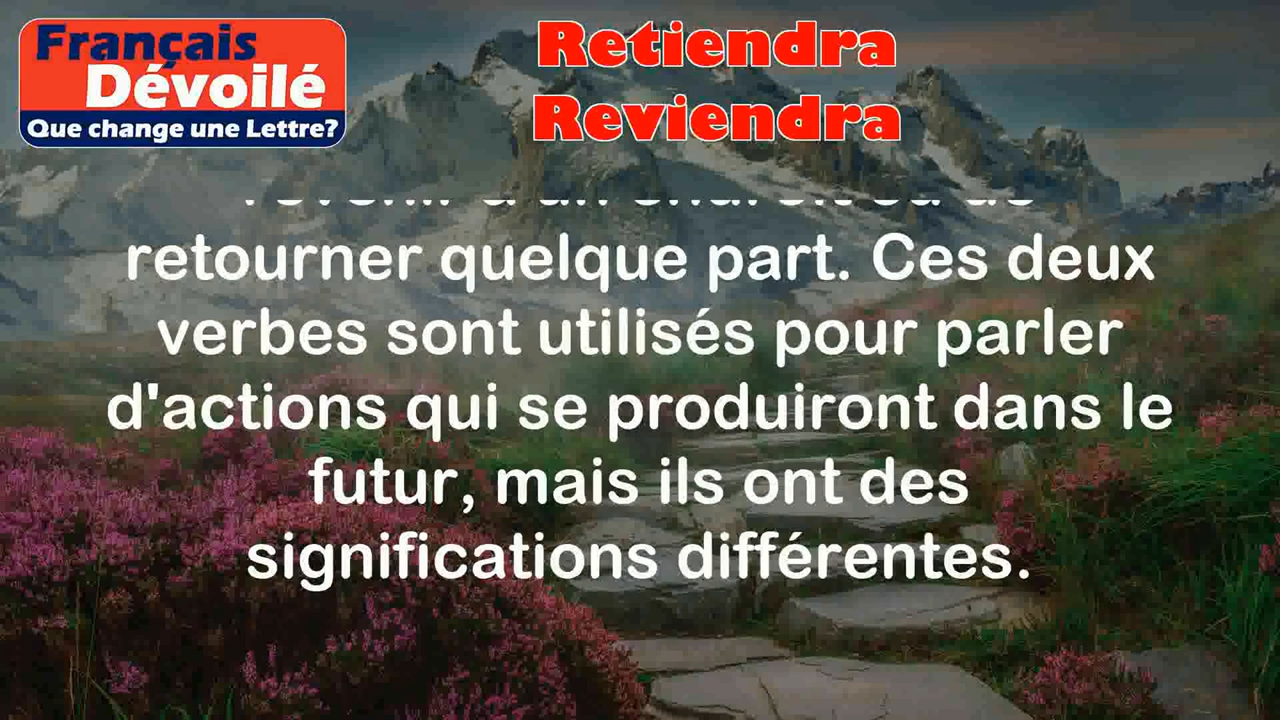 Français
Dévoilé
Que change une Lettre?
Retiendra
Reviendra
retourner quelque part. Ces deux
verbes sont utilisés pour parler
d'actions qui se produiront dans le
futur, mais ils ont des
significations différentes.